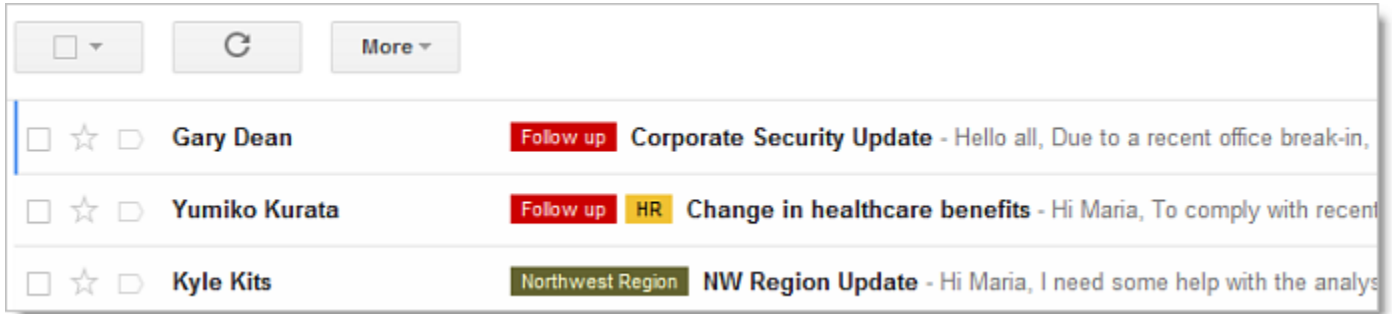 More
Gary Dean Follow up Corporate Security Update - Hello all, Due to a recent office break-in,
Yumiko Kurata Follow up HR Change in healthcare benefits - Hi Maria, To comply with recent
Kyle Kits Northwest Region NW Region Update - Hi Maria, I need some help with the analys